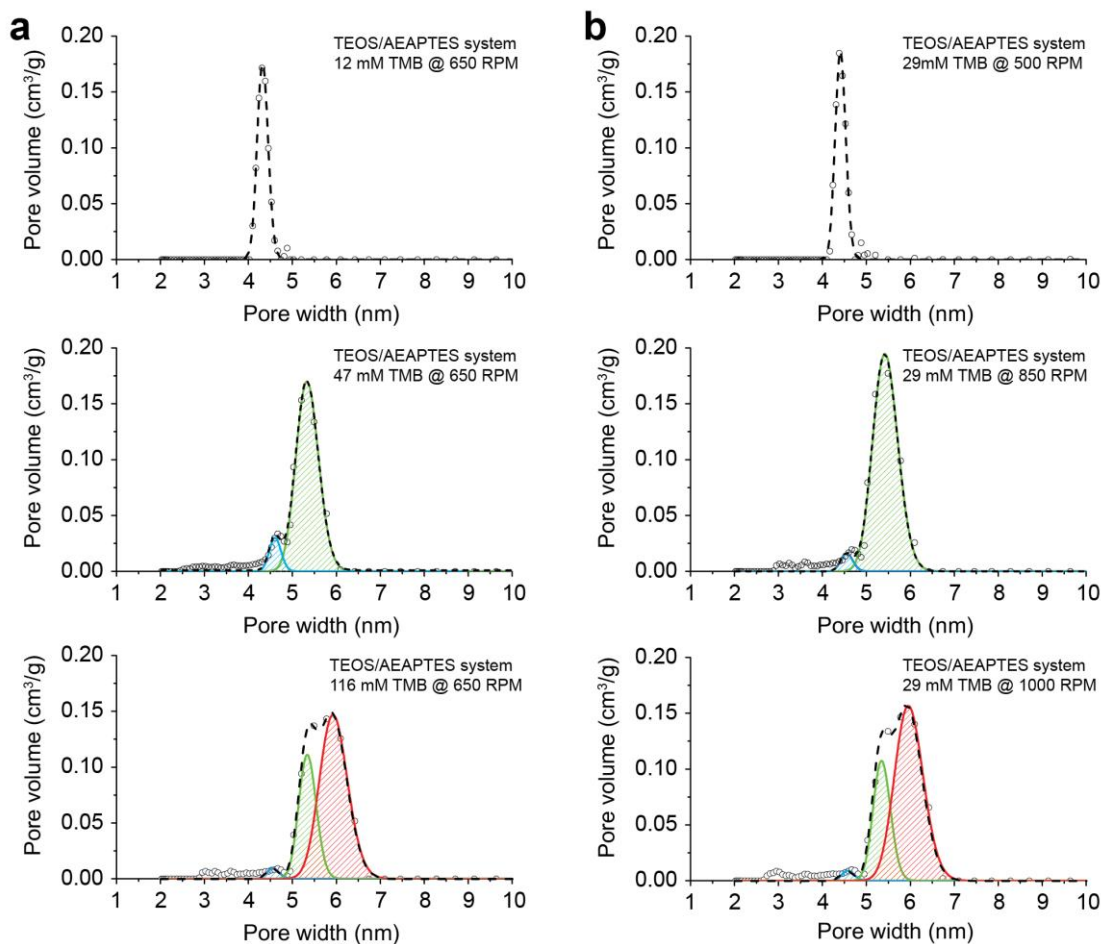 a
0.20
TEOS/AEAPTES system
12 mM TMB @ 650 RPM
0.15
0.10
0.05
0.00
Pore volume (cm³/g)
1 2 3 4 5 6 7 8 9 10
Pore width (nm)
0.20
TEOS/AEAPTES system
47 mM TMB @ 650 RPM
0.15
0.10
0.05
0.00
Pore volume (cm³/g)
1 2 3 4 5 6 7 8 9 10
Pore width (nm)
0.20
TEOS/AEAPTES system
116 mM TMB @ 650 RPM
0.15
0.10
0.05
0.00
Pore volume (cm³/g)
1 2 3 4 5 6 7 8 9 10
Pore width (nm)
b
0.20
TEOS/AEAPTES system
29mM TMB @ 500 RPM
0.15
0.10
0.05
0.00
Pore volume (cm³/g)
1 2 3 4 5 6 7 8 9 10
Pore width (nm)
0.20
TEOS/AEAPTES system
29 mM TMB @ 850 RPM
0.15
0.10
0.05
0.00
Pore volume (cm³/g)
1 2 3 4 5 6 7 8 9 10
Pore width (nm)
0.20
TEOS/AEAPTES system
29 mM TMB @ 1000 RPM
0.15
0.10
0.05
0.00
Pore volume (cm³/g)
1 2 3 4 5 6 7 8 9 10
Pore width (nm)